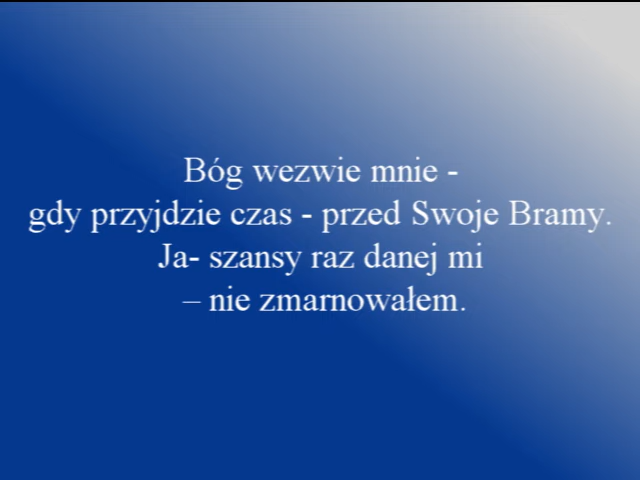 Bóg wezwie mnie -
gdy przyjdzie czas - przed Swoje Bramy.
Ja- szansy raz danej mi
– nie zmarnowałem.